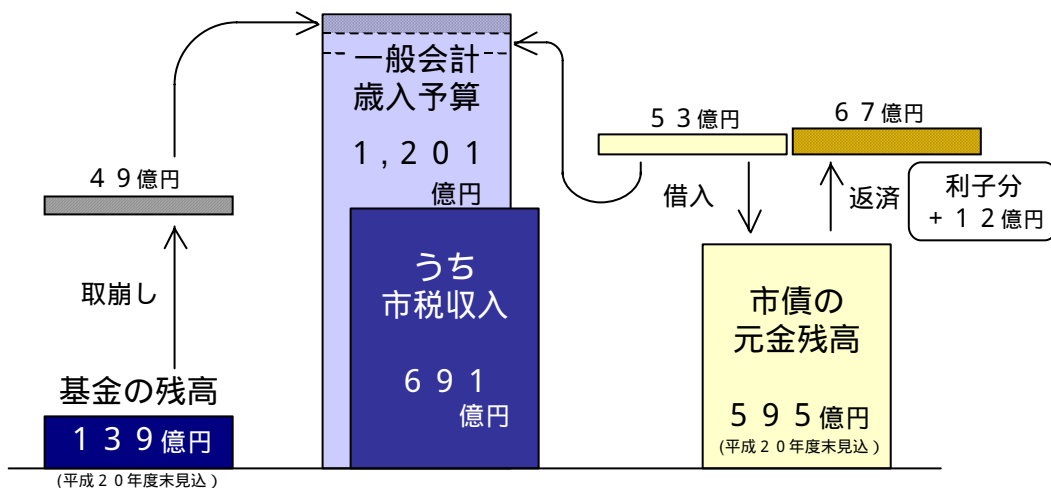 一般会計
歳入予算
１，２０１
億円
うち
市税収入
６９１
億円
４９億円
取崩し
基金の残高
１３９億円
(平成２０年度末見込)
５３億円
６７億円
借入
返済
利子分
＋１２億円
市債の
元金残高
５９５億円
(平成２０年度末見込)